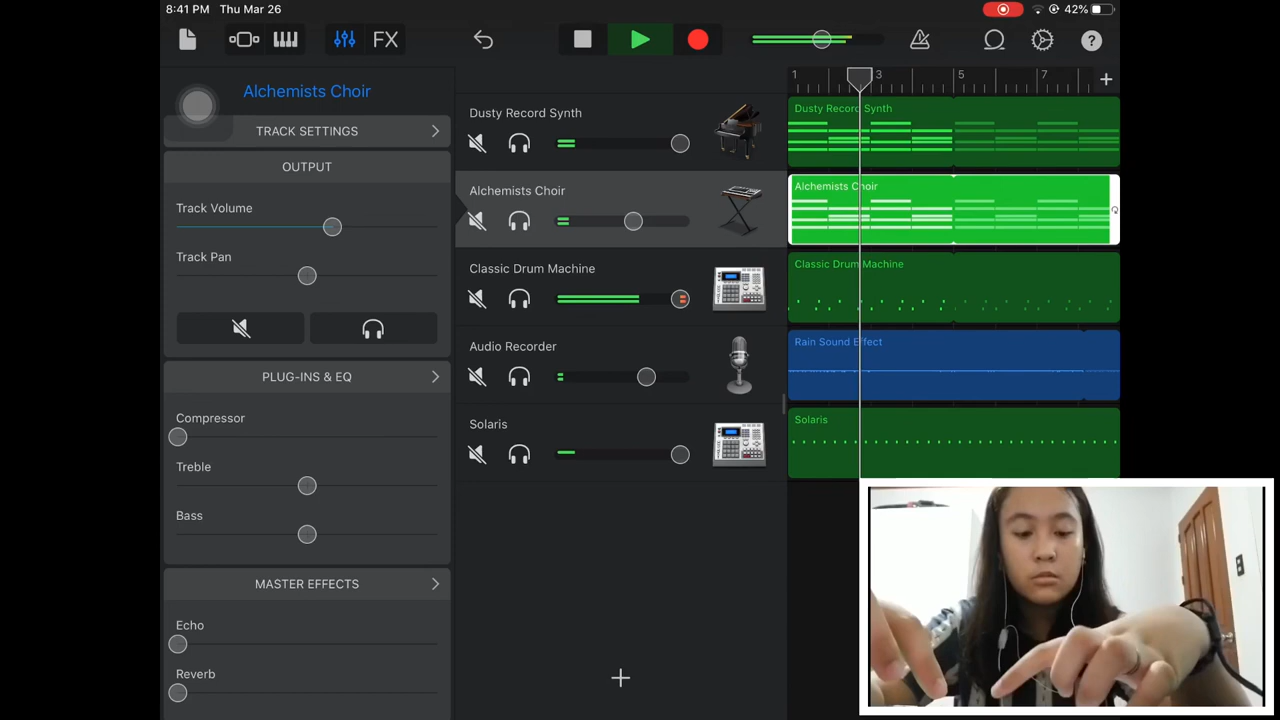 8:41 PM Thu Mar 26
42%
FX
?
Alchemists Choir
TRACK SETTINGS
OUTPUT
Track Volume
Track Pan
PLUG-INS & EQ
Compressor
Treble
Bass
MASTER EFFECTS
Echo
Reverb
Dusty Record Synth
Alchemists Choir
Classic Drum Machine
Audio Recorder
Solaris
+
1 3 5 7 +
Dusty Record Synth
Alchemists Choir
Classic Drum Machine
Rain Sound Effect
Solaris